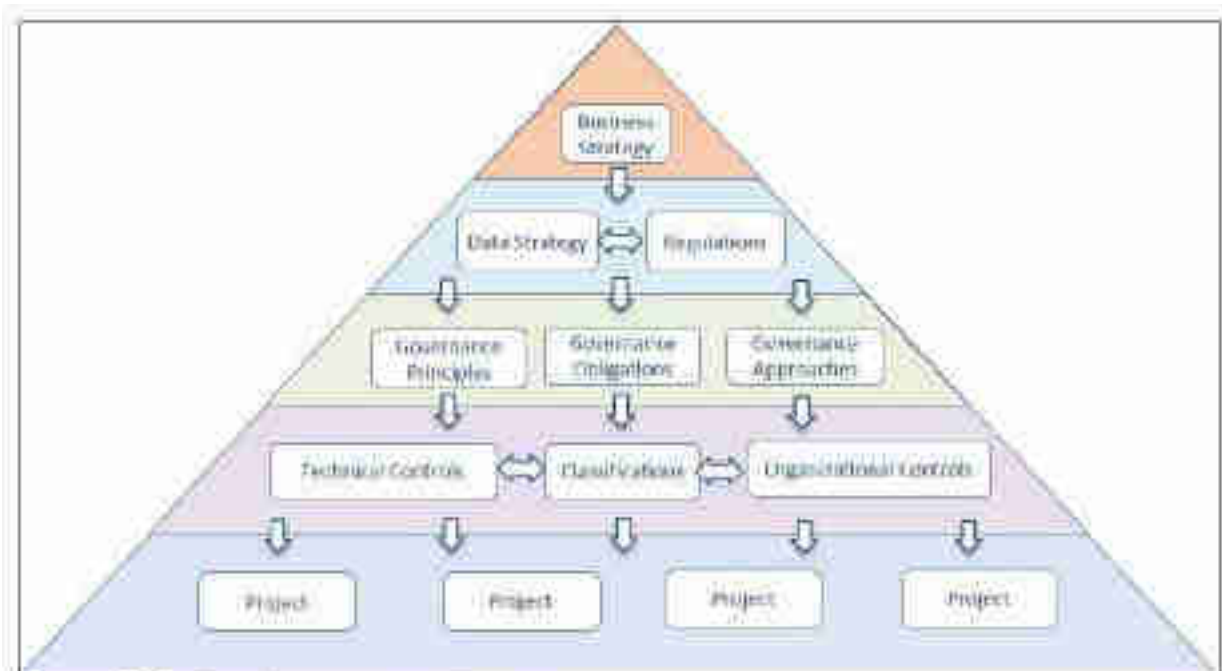 Business
Strategy
Data Strategy
Regulations
Governance
Principles
Governance
Obligations
Governance
Approaches
Technical Controls
Classifications
Organizational Controls
Project
Project
Project
Project